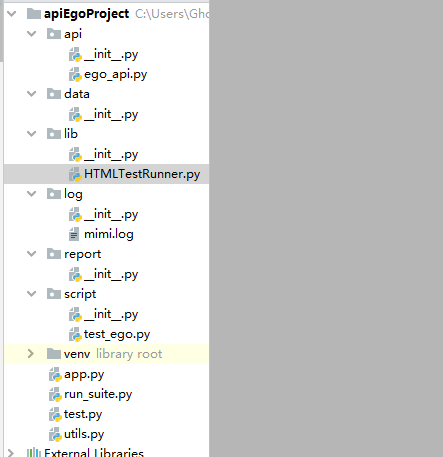 apiEgoProject C:\Users\Gho
api
__init__.py
ego_api.py
data
__init__.py
lib
__init__.py
HTMLTestRunner.py
log
__init__.py
mimi.log
report
__init__.py
script
__init__.py
test_ego.py
venv library root
app.py
run_suite.py
test.py
utils.py
External Libraries